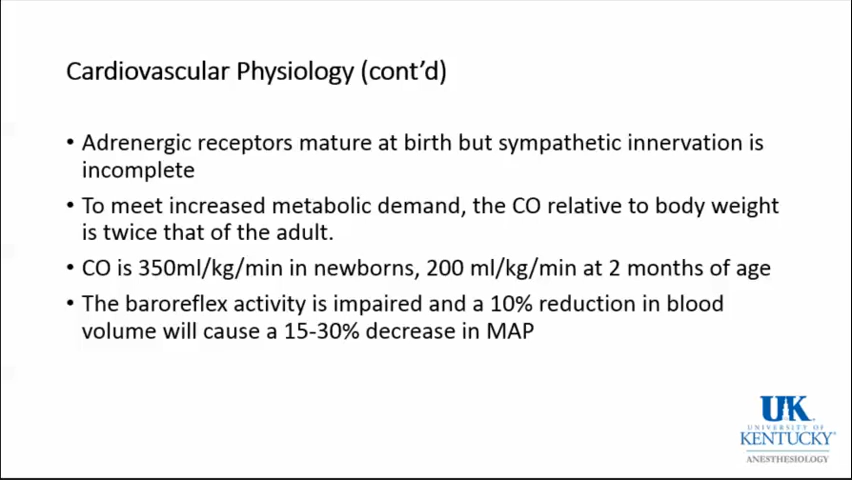 Cardiovascular Physiology (cont’d)
• Adrenergic receptors mature at birth but sympathetic innervation is
incomplete
• To meet increased metabolic demand, the CO relative to body weight
is twice that of the adult.
• CO is 350ml/kg/min in newborns, 200 ml/kg/min at 2 months of age
• The baroreflex activity is impaired and a 10% reduction in blood
volume will cause a 15-30% decrease in MAP
UK
UNIVERSITY OF
KENTUCKY
ANESTHESIOLOGY